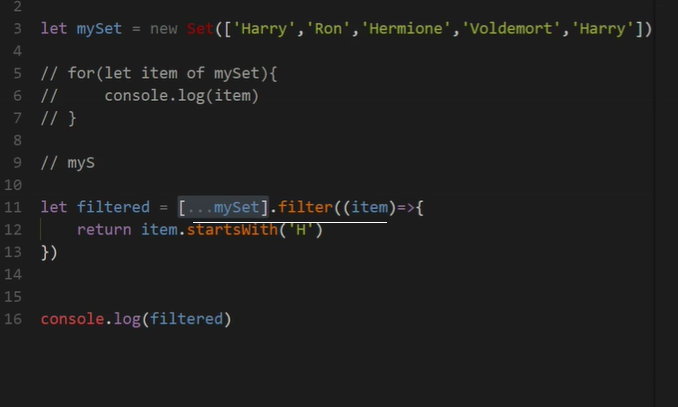 2
3 let mySet = new Set(['Harry','Ron','Hermione','Voldemort','Harry'])
4
5 // for(let item of mySet){
6 //     console.log(item)
7 // }
8
9 // myS
10
11 let filtered = [...mySet].filter((item)=>{
12     return item.startsWith('H')
13 })
14
15
16 console.log(filtered)